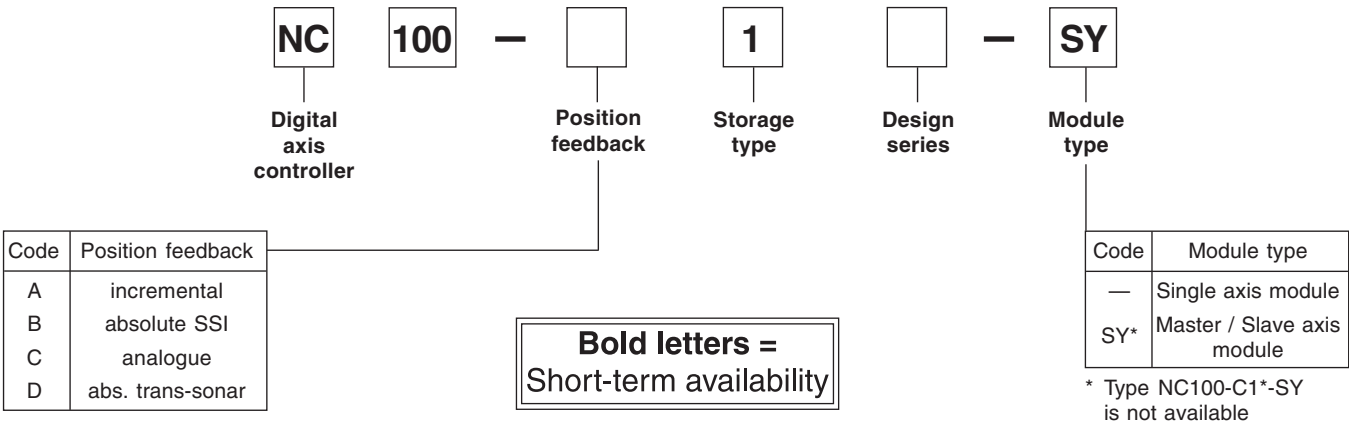 NC 100 – 1 – SY
Digital
axis
controller
Position
feedback
Storage
type
Design
series
Module
type
Code Position feedback
A incremental
B absolute SSI
C analogue
D abs. trans-sonar
Bold letters =
Short-term availability
Code Module type
— Single axis module
SY* Master / Slave axis
module
* Type NC100-C1*-SY
is not available